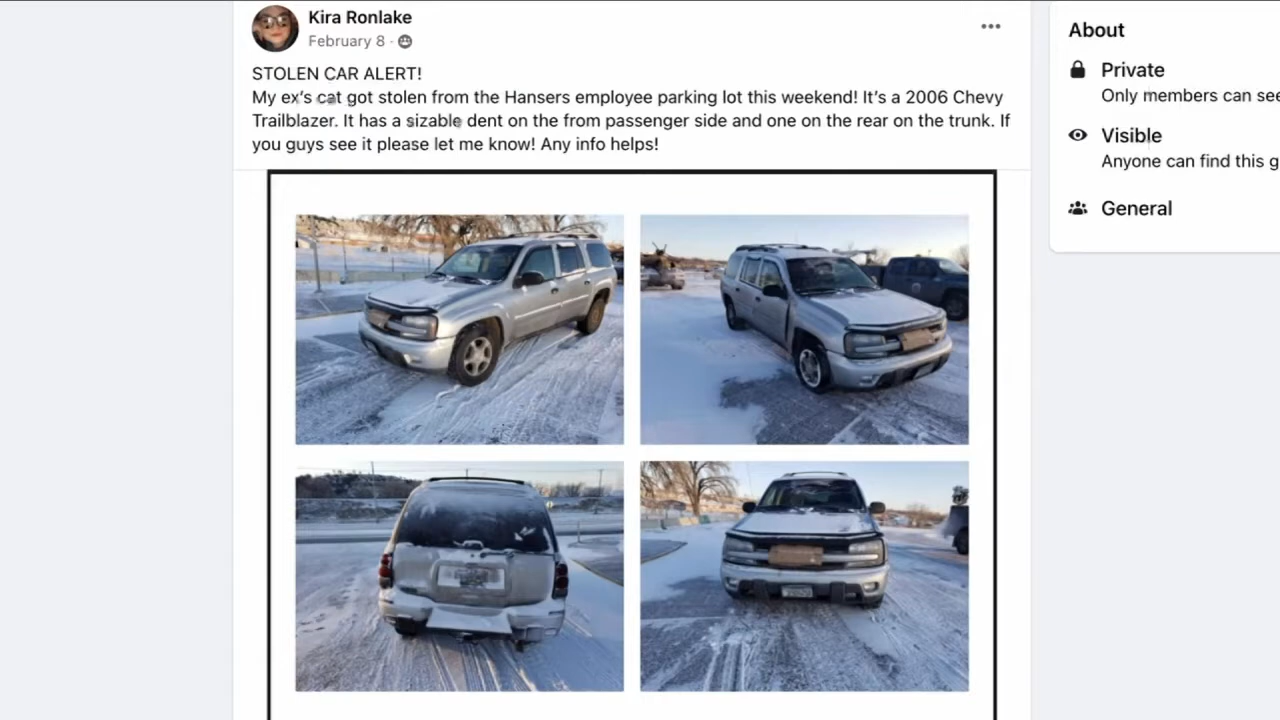 Kira Ronlake
February 8 ·
STOLEN CAR ALERT!
My ex's cat got stolen from the Hansers employee parking lot this weekend! It's a 2006 Chevy
Trailblazer. It has a sizable dent on the from passenger side and one on the rear on the trunk. If
you guys see it please let me know! Any info helps!
About
Private
Only members can see
Visible
Anyone can find this g
General